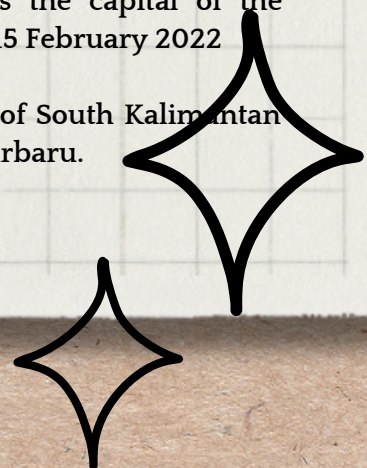 s the capital of the
15 February 2022
of South Kalimantan
rbaru.